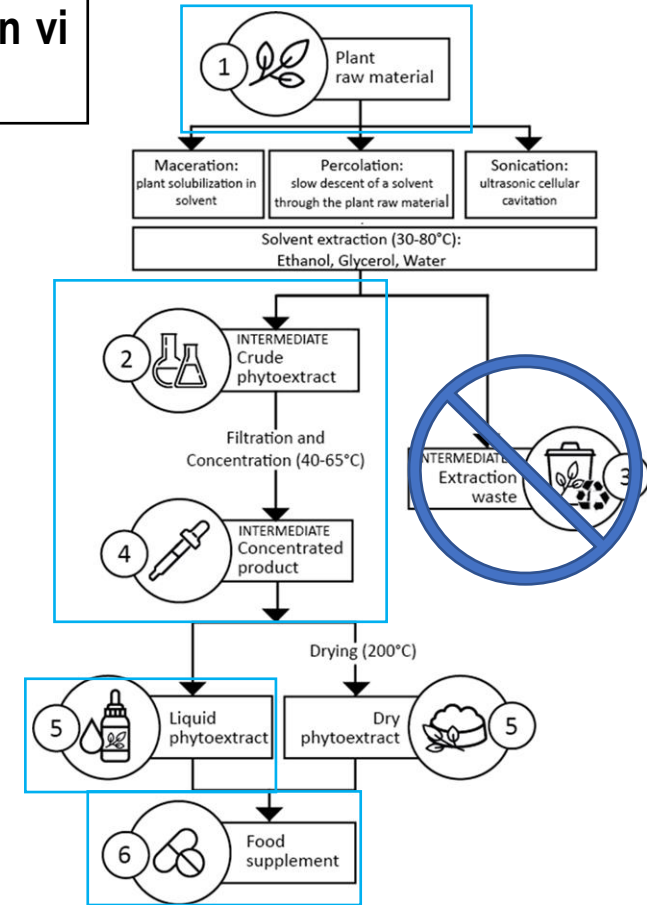 n vi
1
Plant
raw material
Maceration:
plant solubilization in
solvent
Percolation:
slow descent of a solvent
through the plant raw material
Sonication:
ultrasonic cellular
cavitation
Solvent extraction (30-80°C):
Ethanol, Glycerol, Water
2
INTERMEDIATE
Crude
phytoextract
Filtration and
Concentration (40-65°C)
INTERMEDIATE
Extraction
waste
3
4
INTERMEDIATE
Concentrated
product
Drying (200°C)
5
Liquid
phytoextract
Dry
phytoextract
5
6
Food
supplement